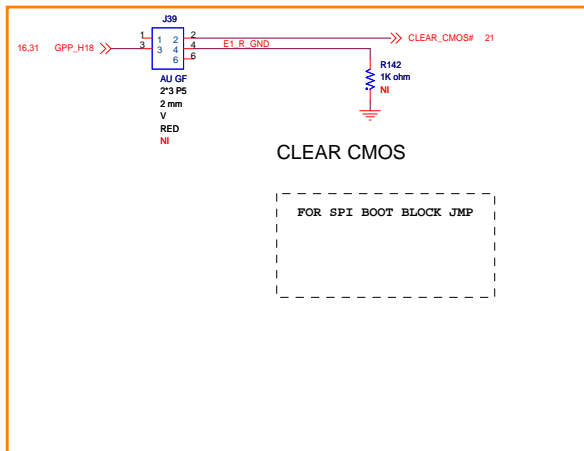 J39
1 1 2 2 CLEAR_CMOS# 21
16,31 GPP_H18 3 3 4 4 E1_R_GND
6 6
R142
1K ohm
NI
AU GF
2*3 P5
2 mm
V
RED
NI
CLEAR CMOS
FOR SPI BOOT BLOCK JMP